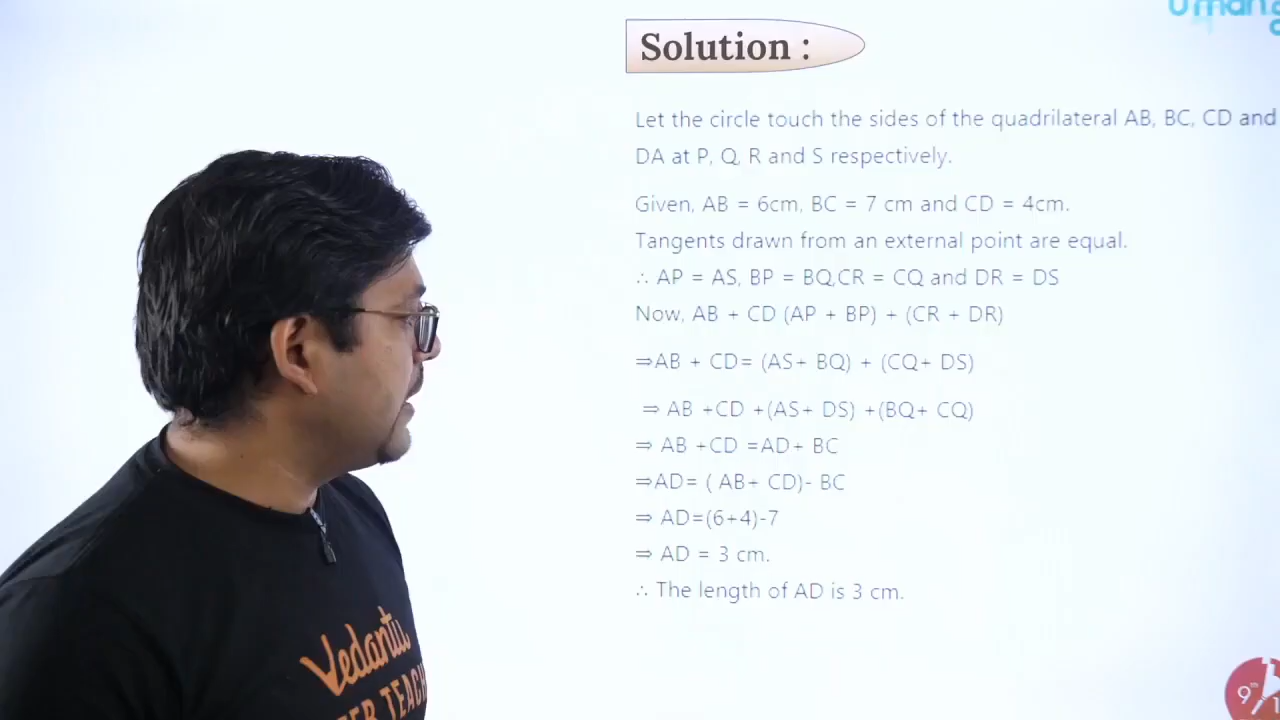 Umang
Solution :
Let the circle touch the sides of the quadrilateral AB, BC, CD and
DA at P, Q, R and S respectively.
Given, AB = 6cm, BC = 7 cm and CD = 4cm.
Tangents drawn from an external point are equal.
∴ AP = AS, BP = BQ,CR = CQ and DR = DS
Now, AB + CD (AP + BP) + (CR + DR)
⇒AB + CD= (AS+ BQ) + (CQ+ DS)
⇒ AB +CD +(AS+ DS) +(BQ+ CQ)
⇒ AB +CD =AD+ BC
⇒AD= ( AB+ CD)- BC
⇒ AD=(6+4)-7
⇒ AD = 3 cm.
∴ The length of AD is 3 cm.
Vedantu
TEACH
9th